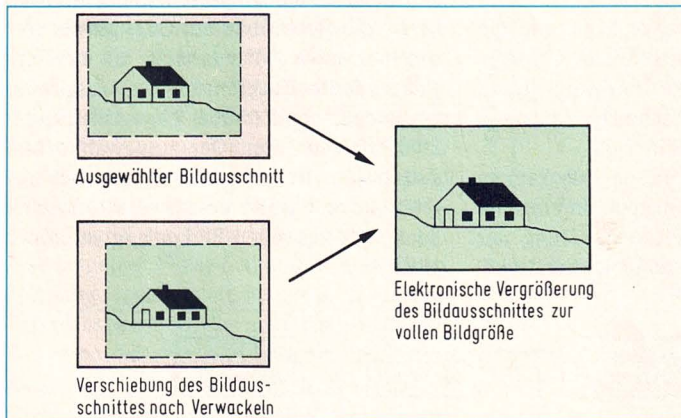 Ausgewählter Bildausschnitt
Verschiebung des Bildaus-
schnittes nach Verwackeln
Elektronische Vergrößerung
des Bildausschnittes zur
vollen Bildgröße